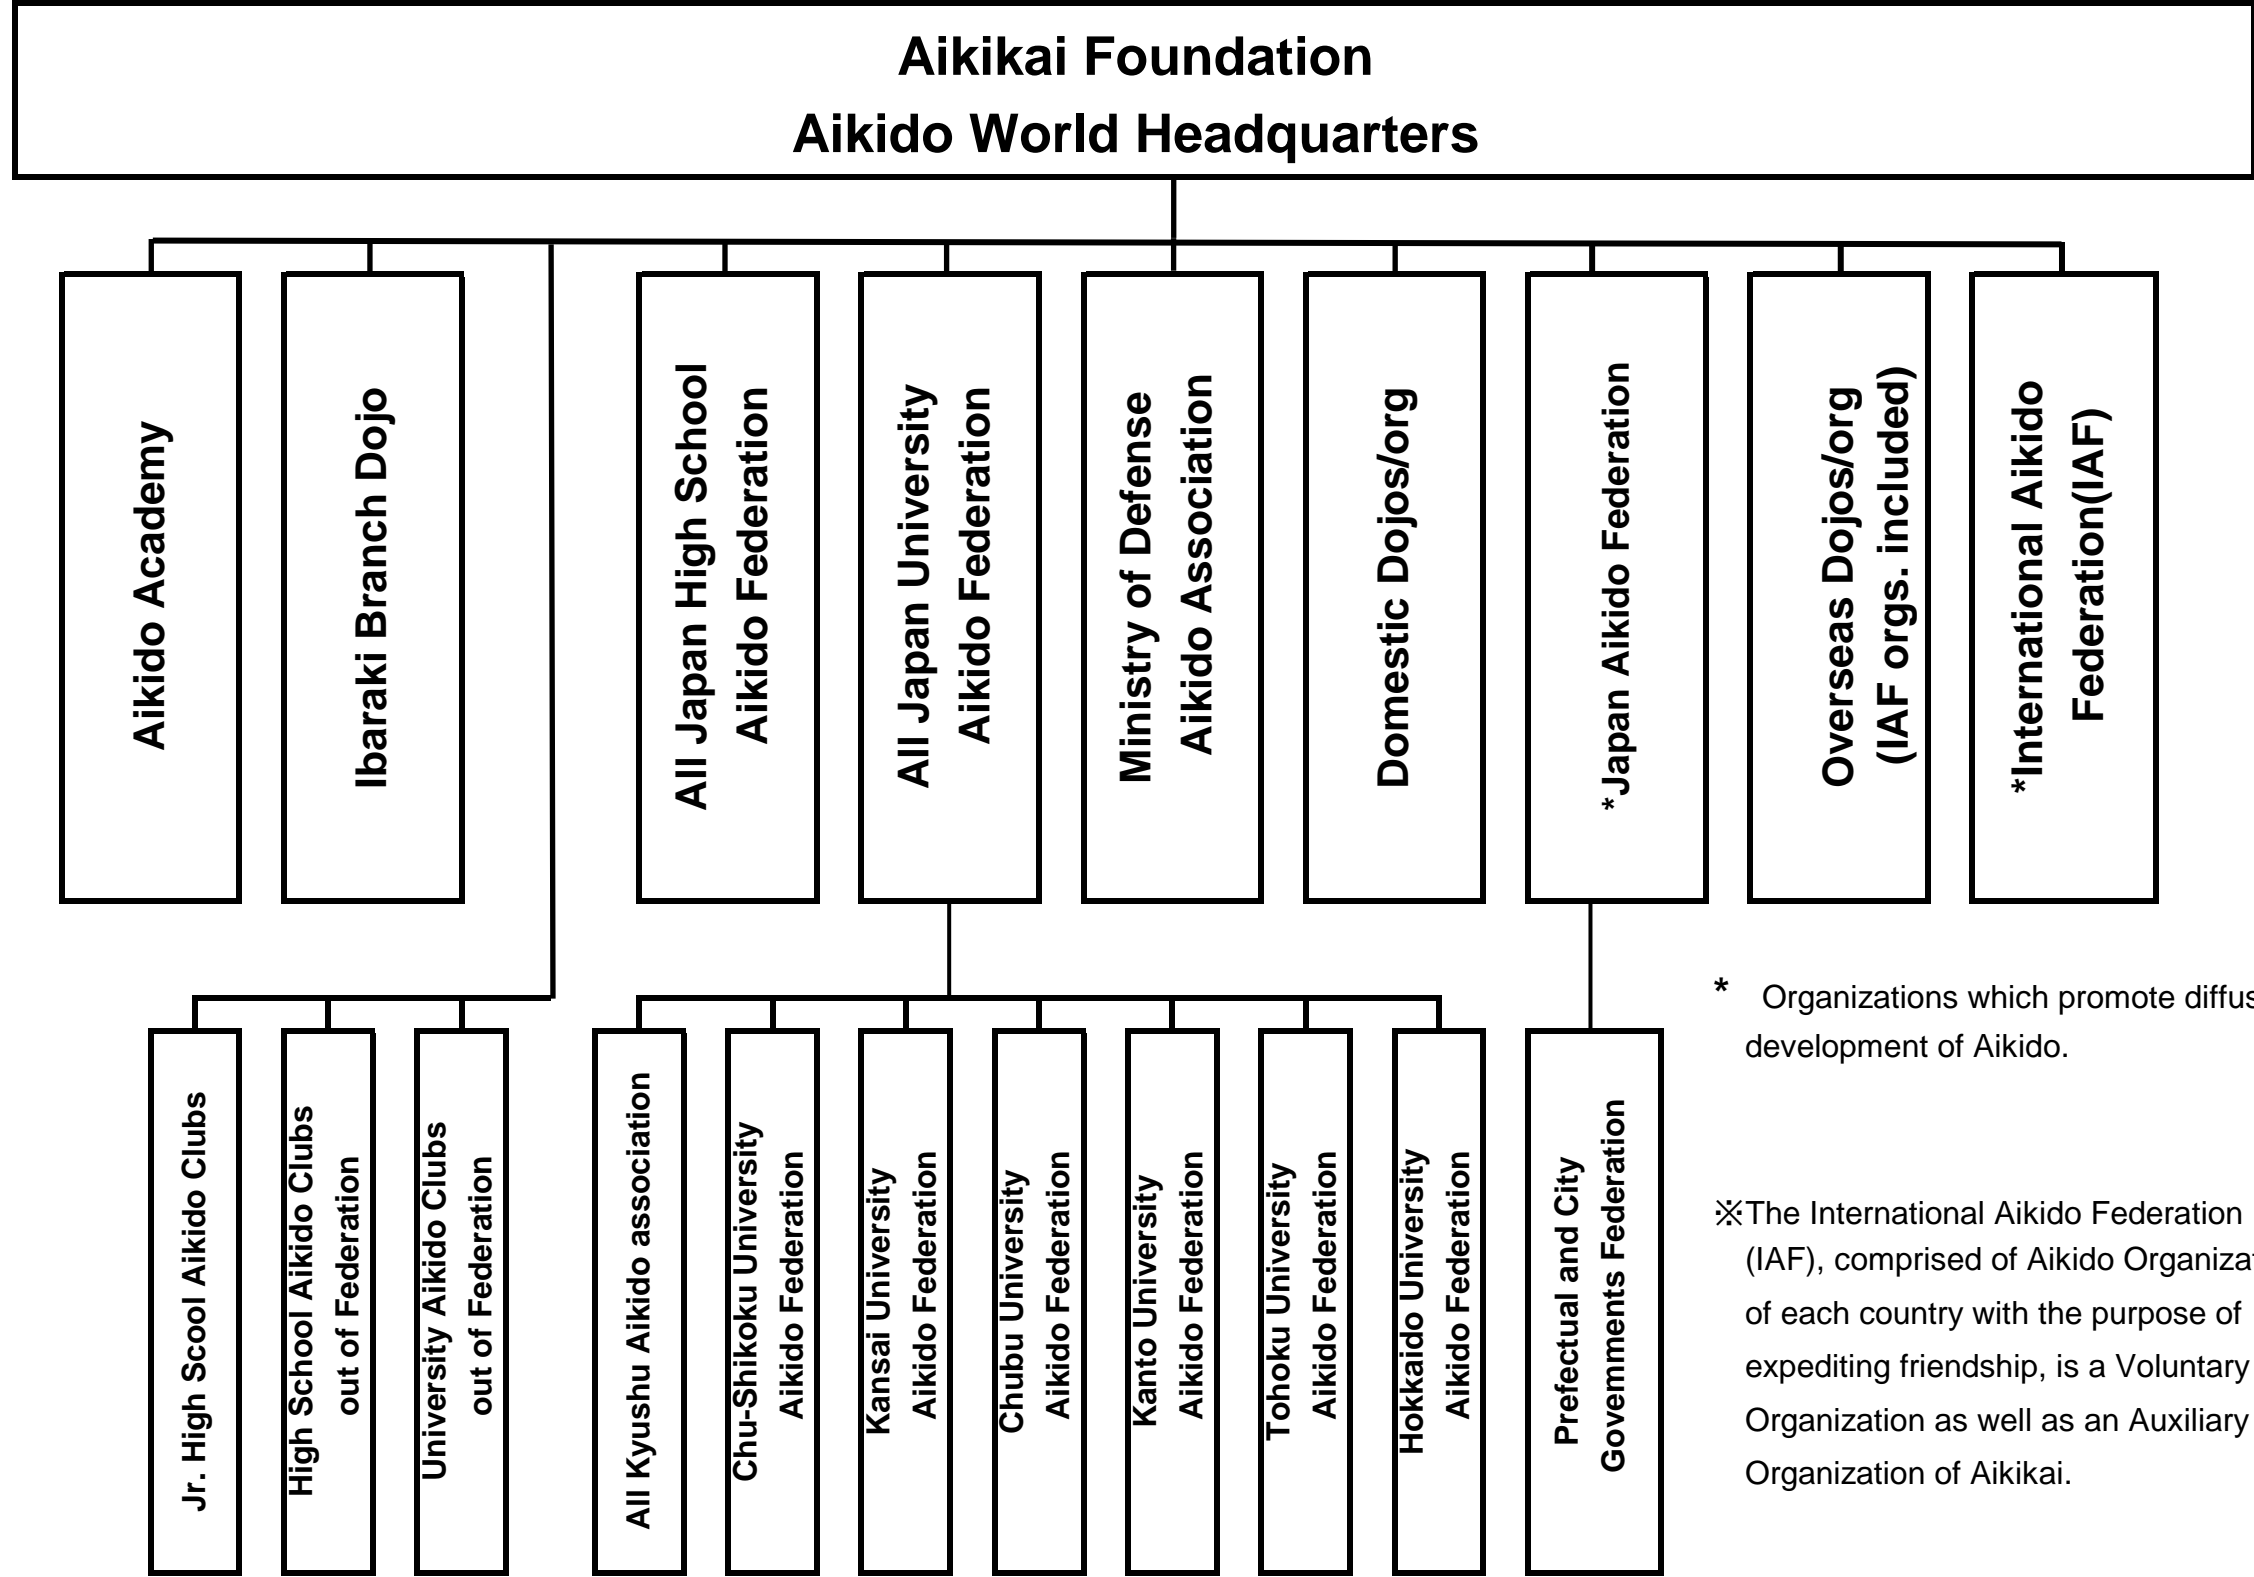 Aikikai Foundation
Aikido World Headquarters
Aikido Academy
Ibaraki Branch Dojo
All Japan High School
Aikido Federation
All Japan University
Aikido Federation
Ministry of Defense
Aikido Association
Domestic Dojos/org
*Japan Aikido Federation
Overseas Dojos/org
(IAF orgs. included)
*International Aikido
Federation(IAF)
Jr. High Scool Aikido Clubs
High School Aikido Clubs
out of Federation
University Aikido Clubs
out of Federation
All Kyushu Aikido association
Chu-Shikoku University
Aikido Federation
Kansai University
Aikido Federation
Chubu University
Aikido Federation
Kanto University
Aikido Federation
Tohoku University
Aikido Federation
Hokkaido University
Aikido Federation
Prefectual and City
Governments Federation
* Organizations which promote
development of Aikido.
※The International Aikido Federation
(IAF), comprised of Aikido
of each country with the purpose of
expediting friendship, is a Voluntary
Organization as well as an Auxiliary
Organization of Aikikai.